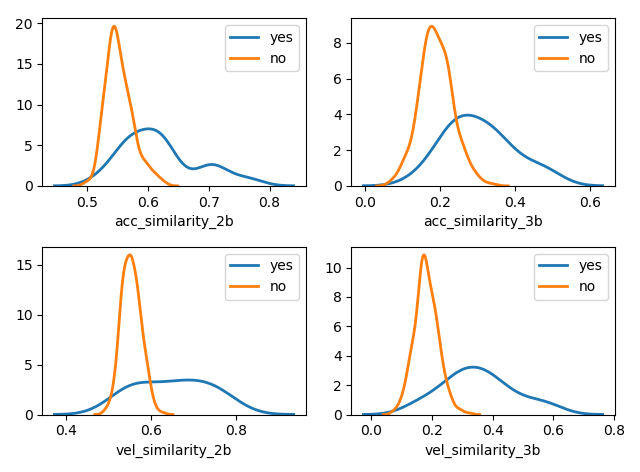 20
15
10
5
0
yes
no
0.5 0.6 0.7 0.8
acc_similarity_2b
8
6
4
2
0
yes
no
0.0 0.2 0.4 0.6
acc_similarity_3b
15
10
5
0
yes
no
0.4 0.6 0.8
vel_similarity_2b
10
8
6
4
2
0
yes
no
0.0 0.2 0.4 0.6 0.8
vel_similarity_3b